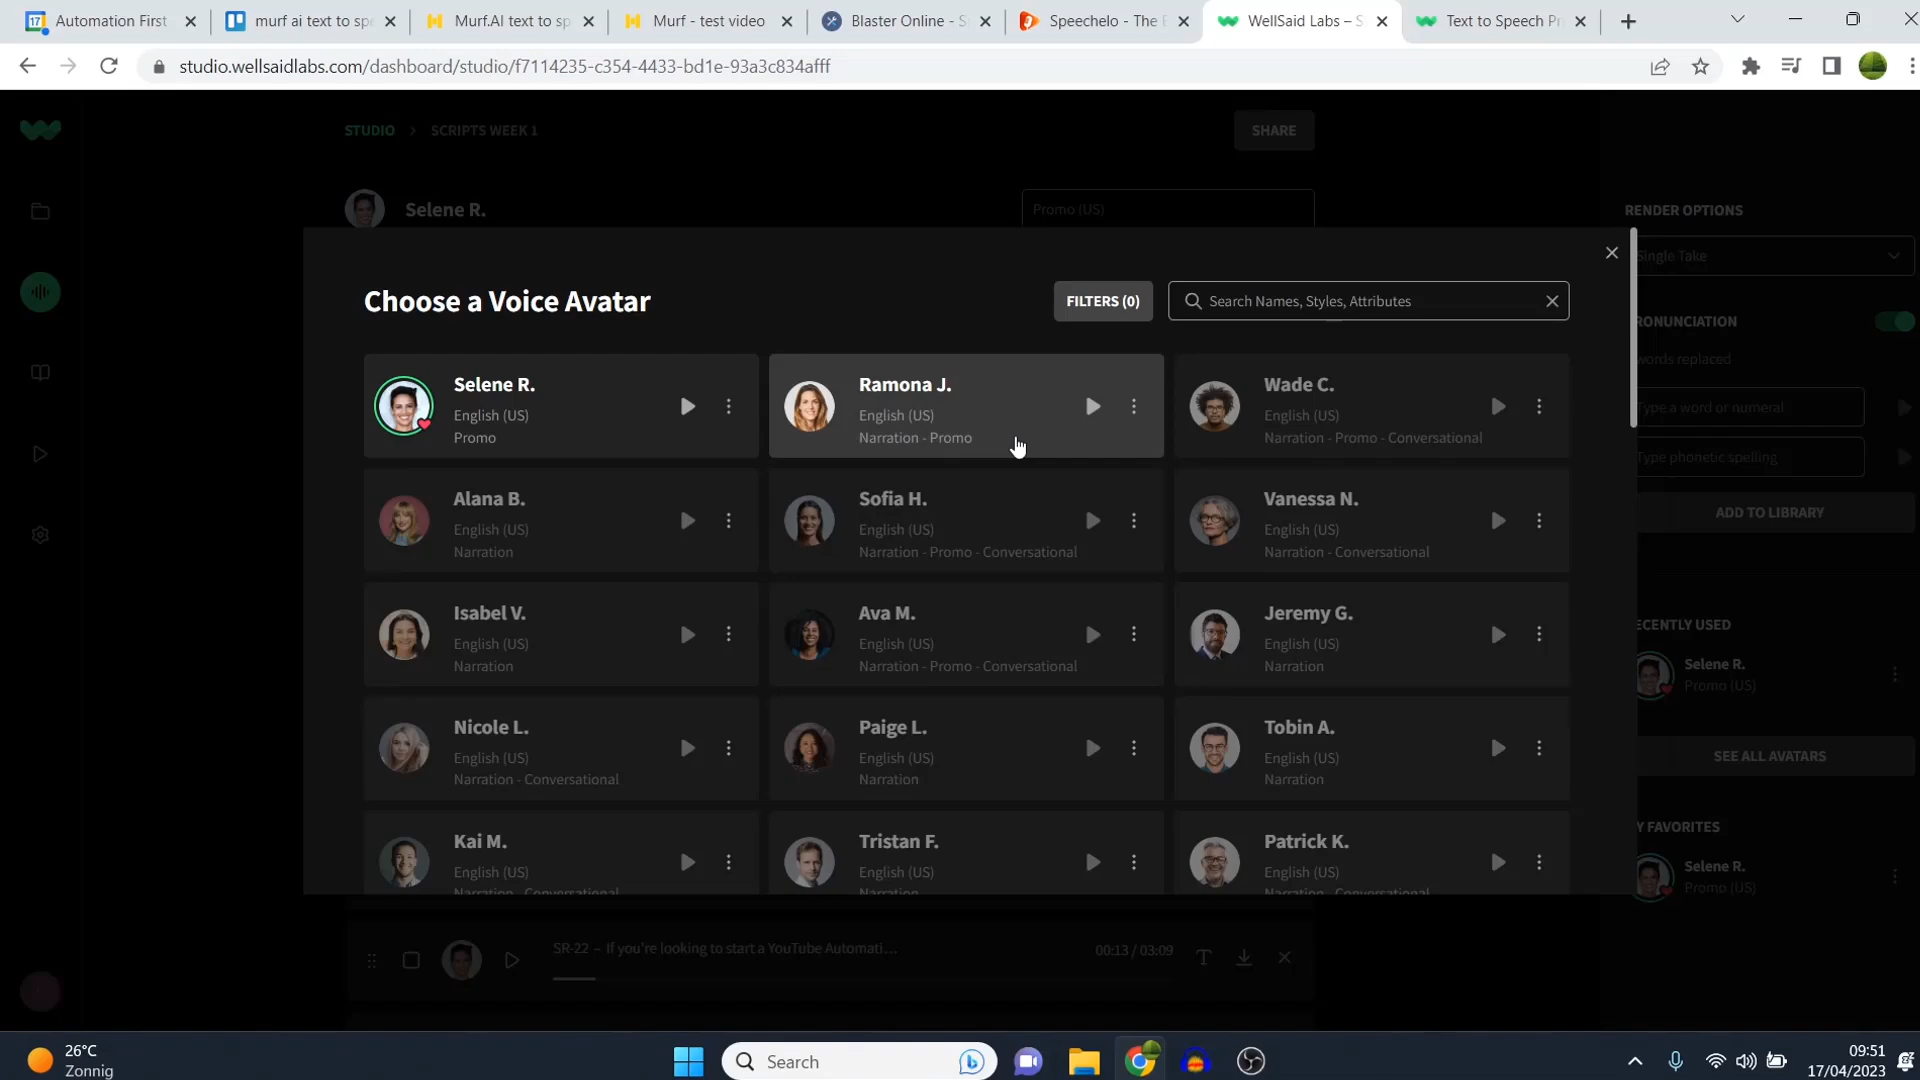 Automation First
murf ai text to spe
Murf.AI text to sp
Murf - test video
Blaster Online - S
Speechelo - The B
WellSaid Labs – S
Text to Speech Pr
studio.wellsaidlabs.com/dashboard/studio/f7114235-c354-4433-bd1e-93a3c834afff
STUDIO > SCRIPTS WEEK 1
SHARE
Selene R.
Promo (US)
RENDER OPTIONS
Single Take
Choose a Voice Avatar
FILTERS (0)
Search Names, Styles, Attributes
RONUNCIATION
words replaced
Type a word or numeral
Type phonetic spelling
ADD TO LIBRARY
Selene R.
English (US)
Promo
Ramona J.
English (US)
Narration - Promo
Wade C.
English (US)
Narration - Promo - Conversational
Alana B.
English (US)
Narration
Sofia H.
English (US)
Narration - Promo - Conversational
Vanessa N.
English (US)
Narration - Conversational
Isabel V.
English (US)
Narration
Ava M.
English (US)
Narration - Promo - Conversational
Jeremy G.
English (US)
Narration
Nicole L.
English (US)
Narration - Conversational
Paige L.
English (US)
Narration
Tobin A.
English (US)
Narration
Kai M.
English (US)
Narration - Conversational
Tristan F.
English (US)
Narration
Patrick K.
English (US)
Narration - Conversational
ECENTLY USED
Selene R.
Promo (US)
SEE ALL AVATARS
Y FAVORITES
Selene R.
Promo (US)
SR-22 – If you're looking to start a YouTube Automati...
00:13 / 03:09
26°C
Zonnig
Search
09:51
17/04/2023